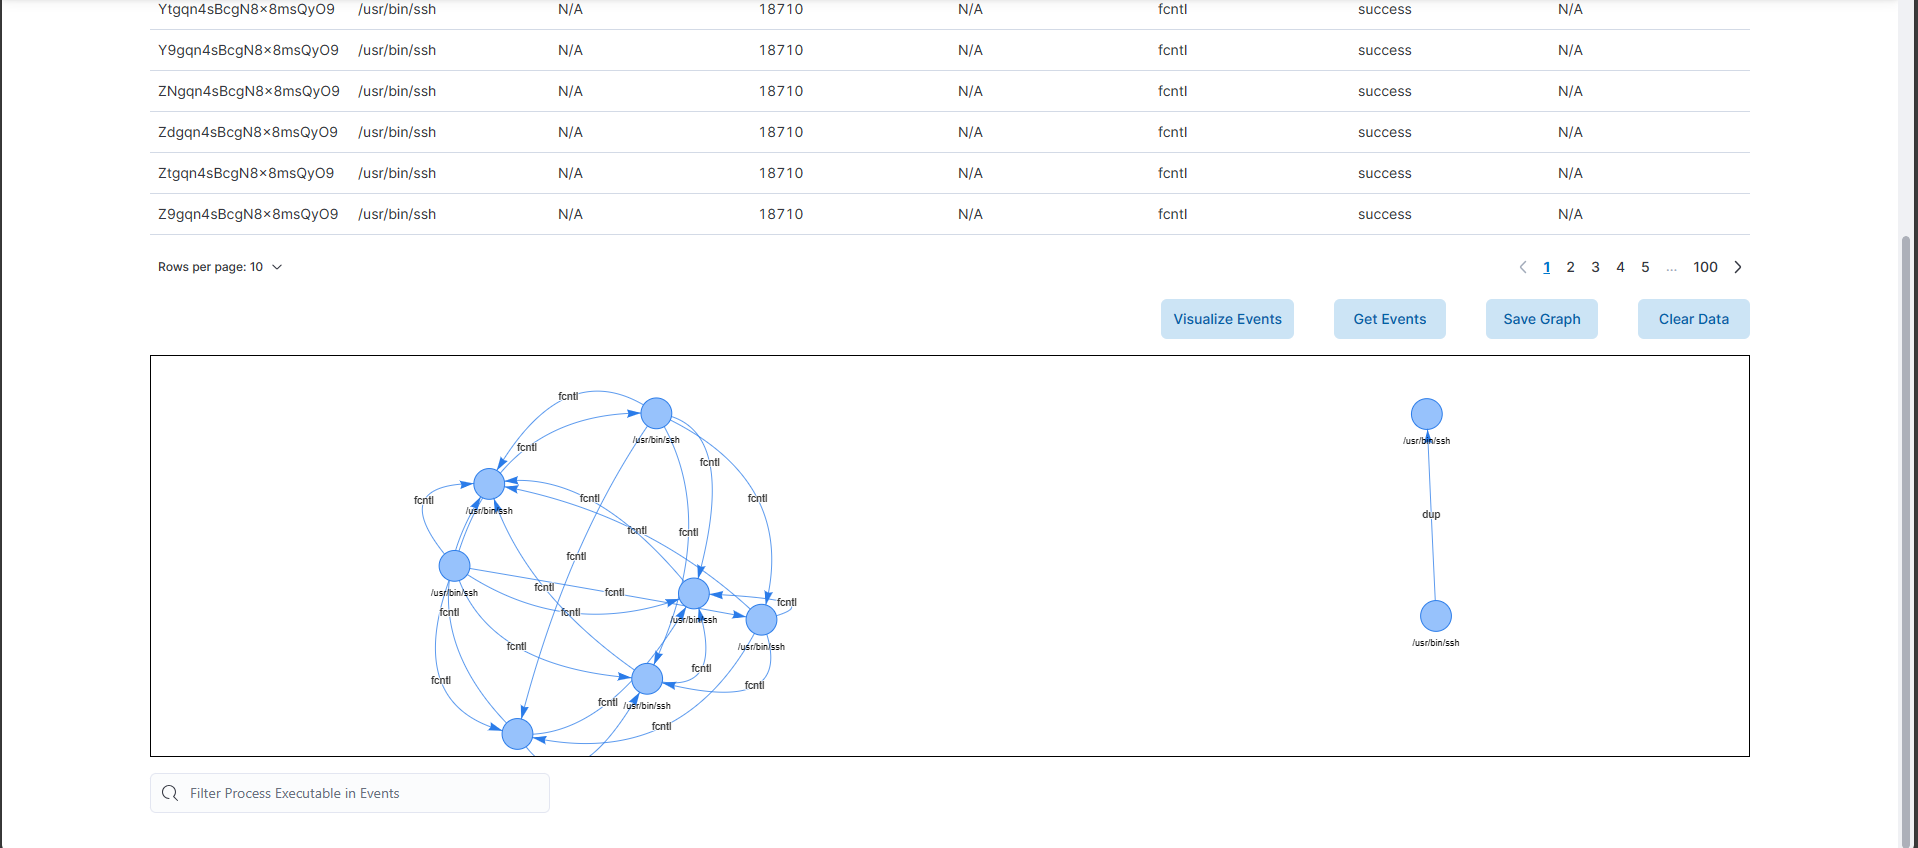 Ytgqn4sBcgN8×8msQyO9 /usr/bin/ssh N/A 18710 N/A fcntl success N/A
Y9gqn4sBcgN8×8msQyO9 /usr/bin/ssh N/A 18710 N/A fcntl success N/A
ZNgqn4sBcgN8×8msQyO9 /usr/bin/ssh N/A 18710 N/A fcntl success N/A
Zdgqn4sBcgN8×8msQyO9 /usr/bin/ssh N/A 18710 N/A fcntl success N/A
Ztgqn4sBcgN8×8msQyO9 /usr/bin/ssh N/A 18710 N/A fcntl success N/A
Z9gqn4sBcgN8×8msQyO9 /usr/bin/ssh N/A 18710 N/A fcntl success N/A
Rows per page: 10
1 2 3 4 5 ... 100
Visualize Events Get Events Save Graph Clear Data
fcntl
/usr/bin/ssh /usr/bin/ssh
fcntl
fcntl
fcntl fcntl fcntl
/usr/bin/ssh dup
fcntl fcntl
fcntl
fcntl
/usr/bin/ssh fcntl
fcntl fcntl fcntl
/usr/bin/ssh
fcntl /usr/bin/ssh /usr/bin/ssh
fcntl
fcntl
fcntl fcntl
fcntl /usr/bin/ssh
fcntl
Filter Process Executable in Events